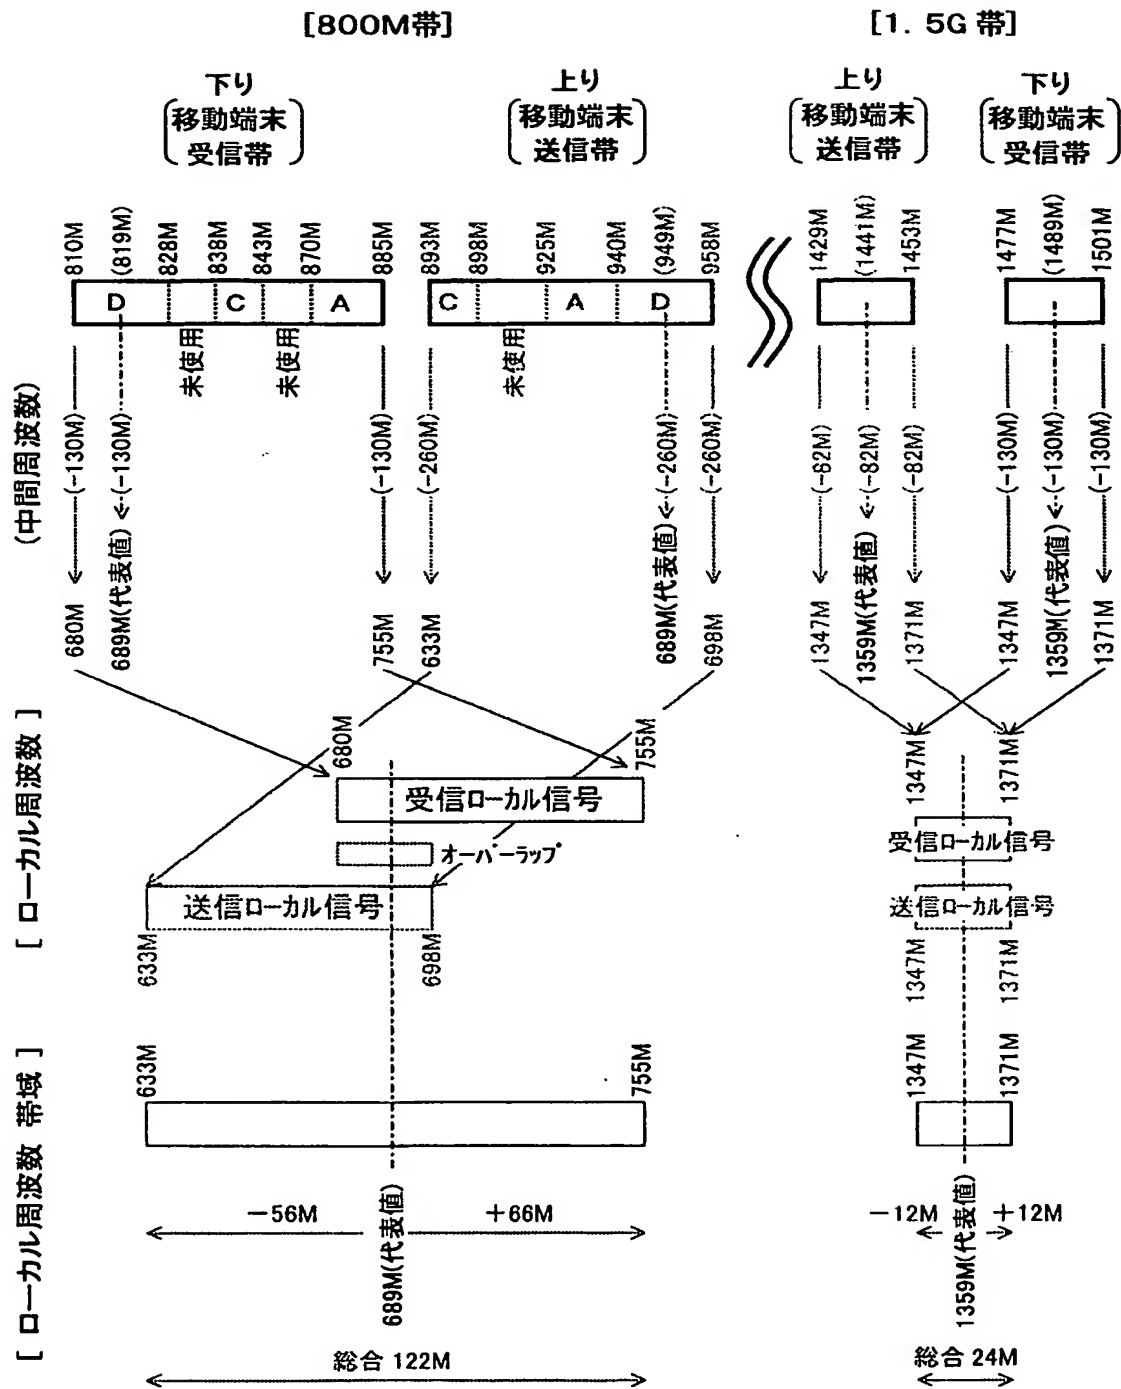 [800M帯]
[1. 5G 帯]
下り
移動端末
受信帯
上り
移動端末
送信帯
上り
移動端末
送信帯
下り
移動端末
受信帯
810M
(819M)
828M
838M
843M
870M
885M
893M
898M
925M
940M
(949M)
958M
1429M
(1441M)
1453M
1477M
(1489M)
1501M
D
C
A
C
A
D
未使用
未使用
未使用
(中間周波数)
(-130M)
(-130M)
(-130M)
(-260M)
(-260M)
(-260M)
(-82M)
(-82M)
(-82M)
(-130M)
(-130M)
(-130M)
680M
689M(代表値)
755M
633M
689M(代表値)
698M
1347M
1359M(代表値)
1371M
1347M
1359M(代表値)
1371M
[ ローカル周波数 ]
680M
755M
1347M
1371M
受信ローカル信号
受信ローカル信号
オーバーラップ
送信ローカル信号
送信ローカル信号
633M
698M
1347M
1371M
[ ローカル周波数 帯域 ]
633M
755M
1347M
1371M
-56M
689M(代表値)
+66M
-12M
1359M(代表値)
+12M
総合 122M
総合 24M